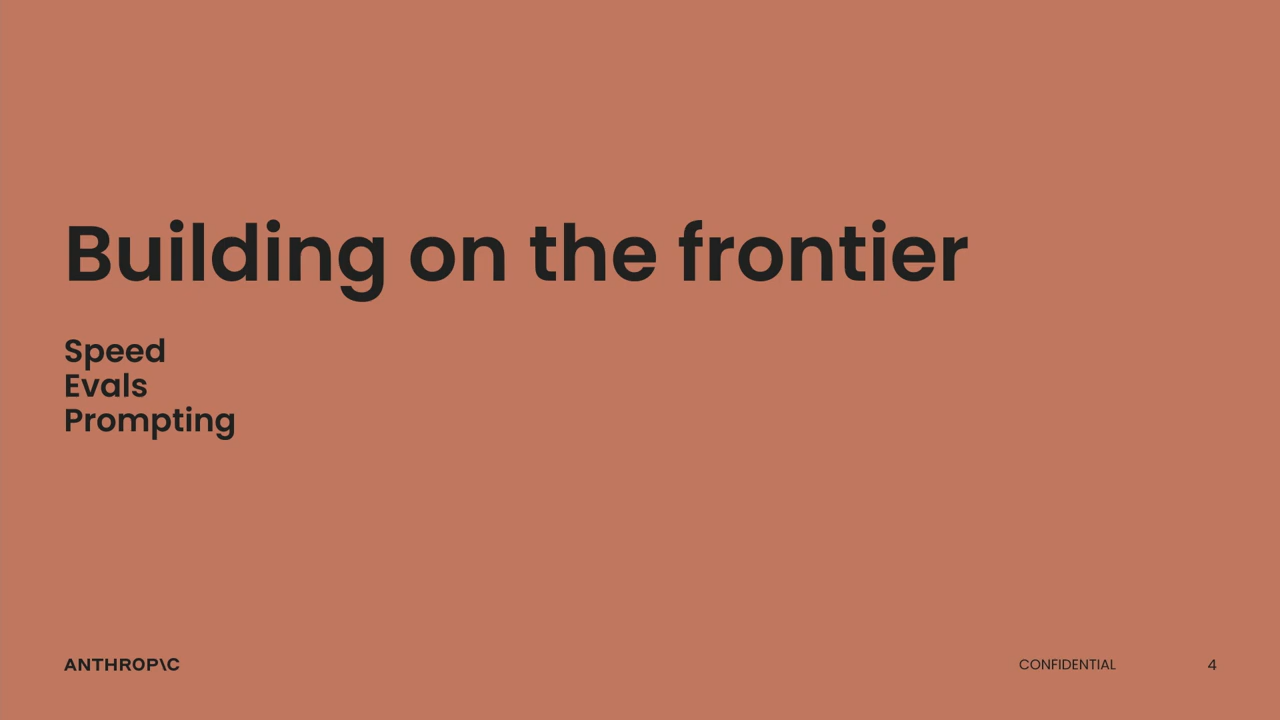 Building on the frontier
Speed
Evals
Prompting
ANTHROP\C
CONFIDENTIAL
4